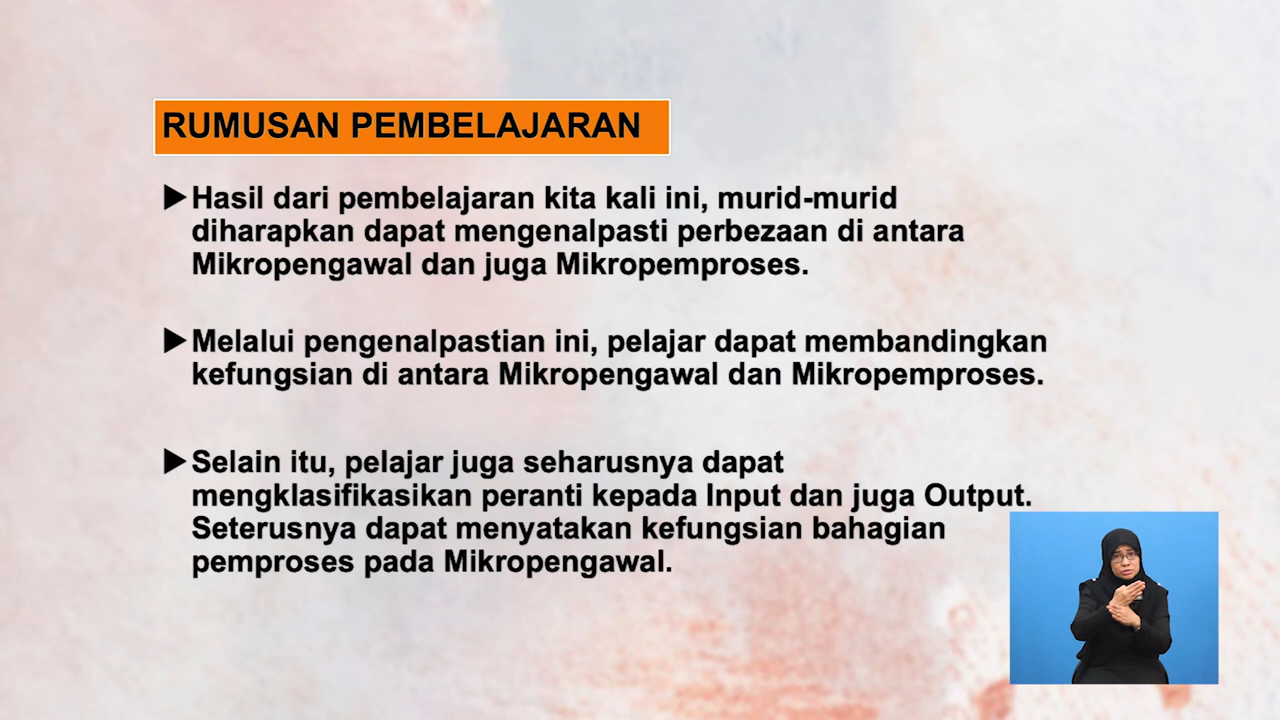 RUMUSAN PEMBELAJARAN
Hasil dari pembelajaran kita kali ini, murid-murid
diharapkan dapat mengenalpasti perbezaan di antara
Mikropengawal dan juga Mikropemproses.
Melalui pengenalpastian ini, pelajar dapat membandingkan
kefungsian di antara Mikropengawal dan Mikropemproses.
Selain itu, pelajar juga seharusnya dapat
mengklasifikasikan peranti kepada Input dan juga Output.
Seterusnya dapat menyatakan kefungsian bahagian
pemproses pada Mikropengawal.